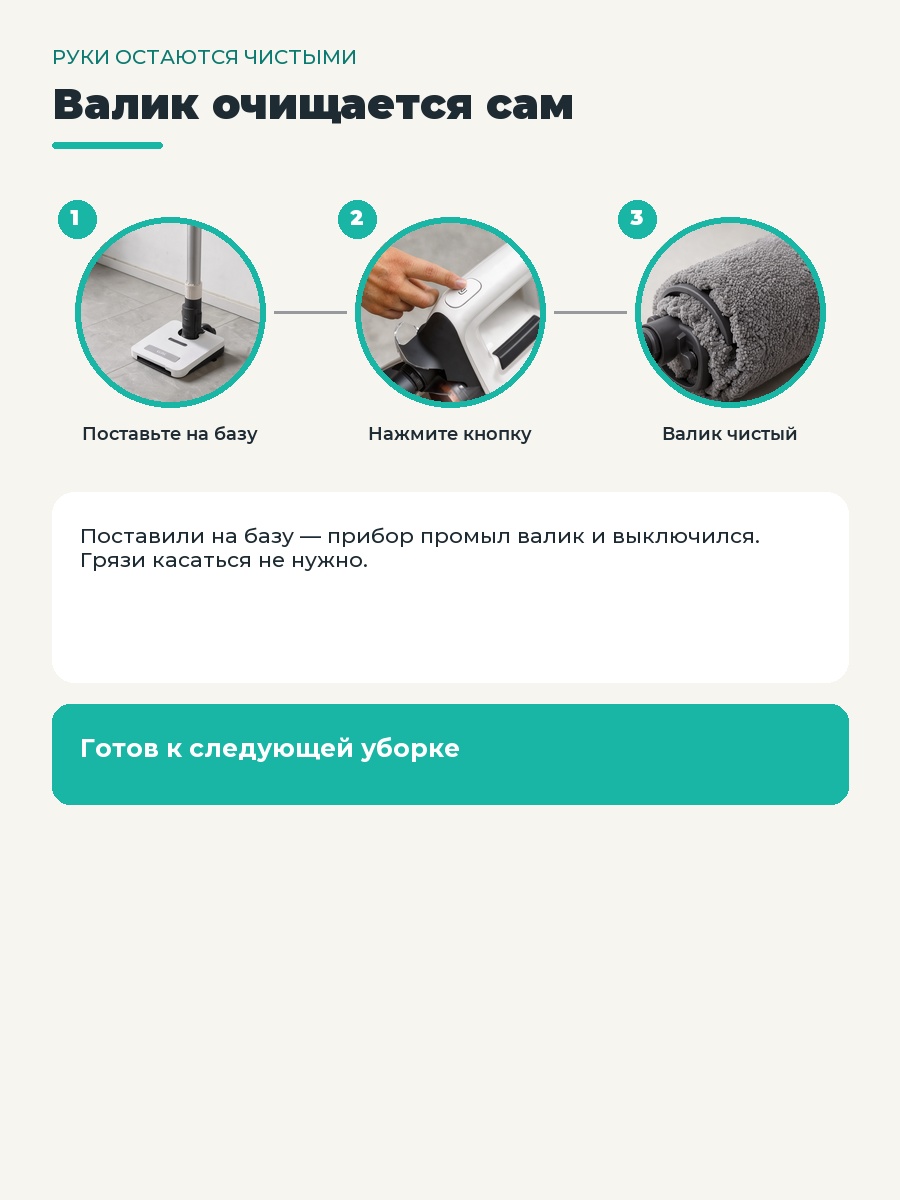 РУКИ ОСТАЮТСЯ ЧИСТЫМИ
Валик очищается сам
1
2
3
Поставьте на базу
Нажмите кнопку
Валик чистый
Поставили на базу — прибор промыл валик и выключился.
Грязи касаться не нужно.
Готов к следующей уборке